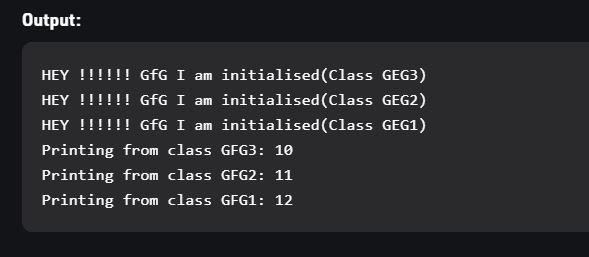 Output:
HEY !!!!!! GfG I am initialised(Class GEG3)
HEY !!!!!! GfG I am initialised(Class GEG2)
HEY !!!!!! GfG I am initialised(Class GEG1)
Printing from class GFG3: 10
Printing from class GFG2: 11
Printing from class GFG1: 12